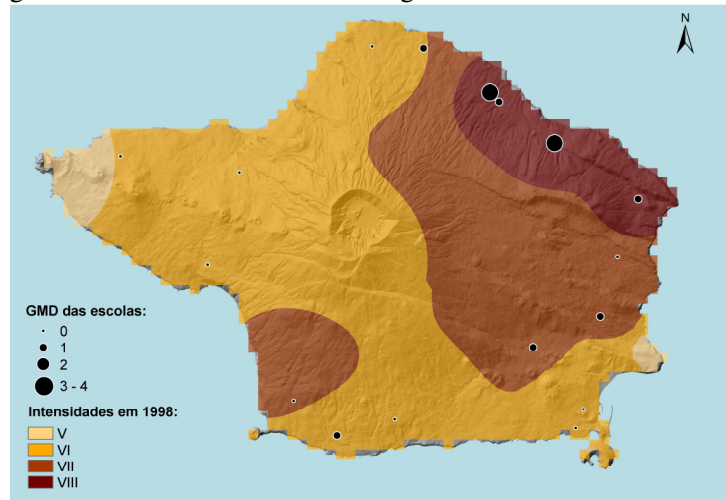 N
GMD das escolas:
0
1
2
3 - 4
Intensidades em 1998:
V
VI
VII
VIII